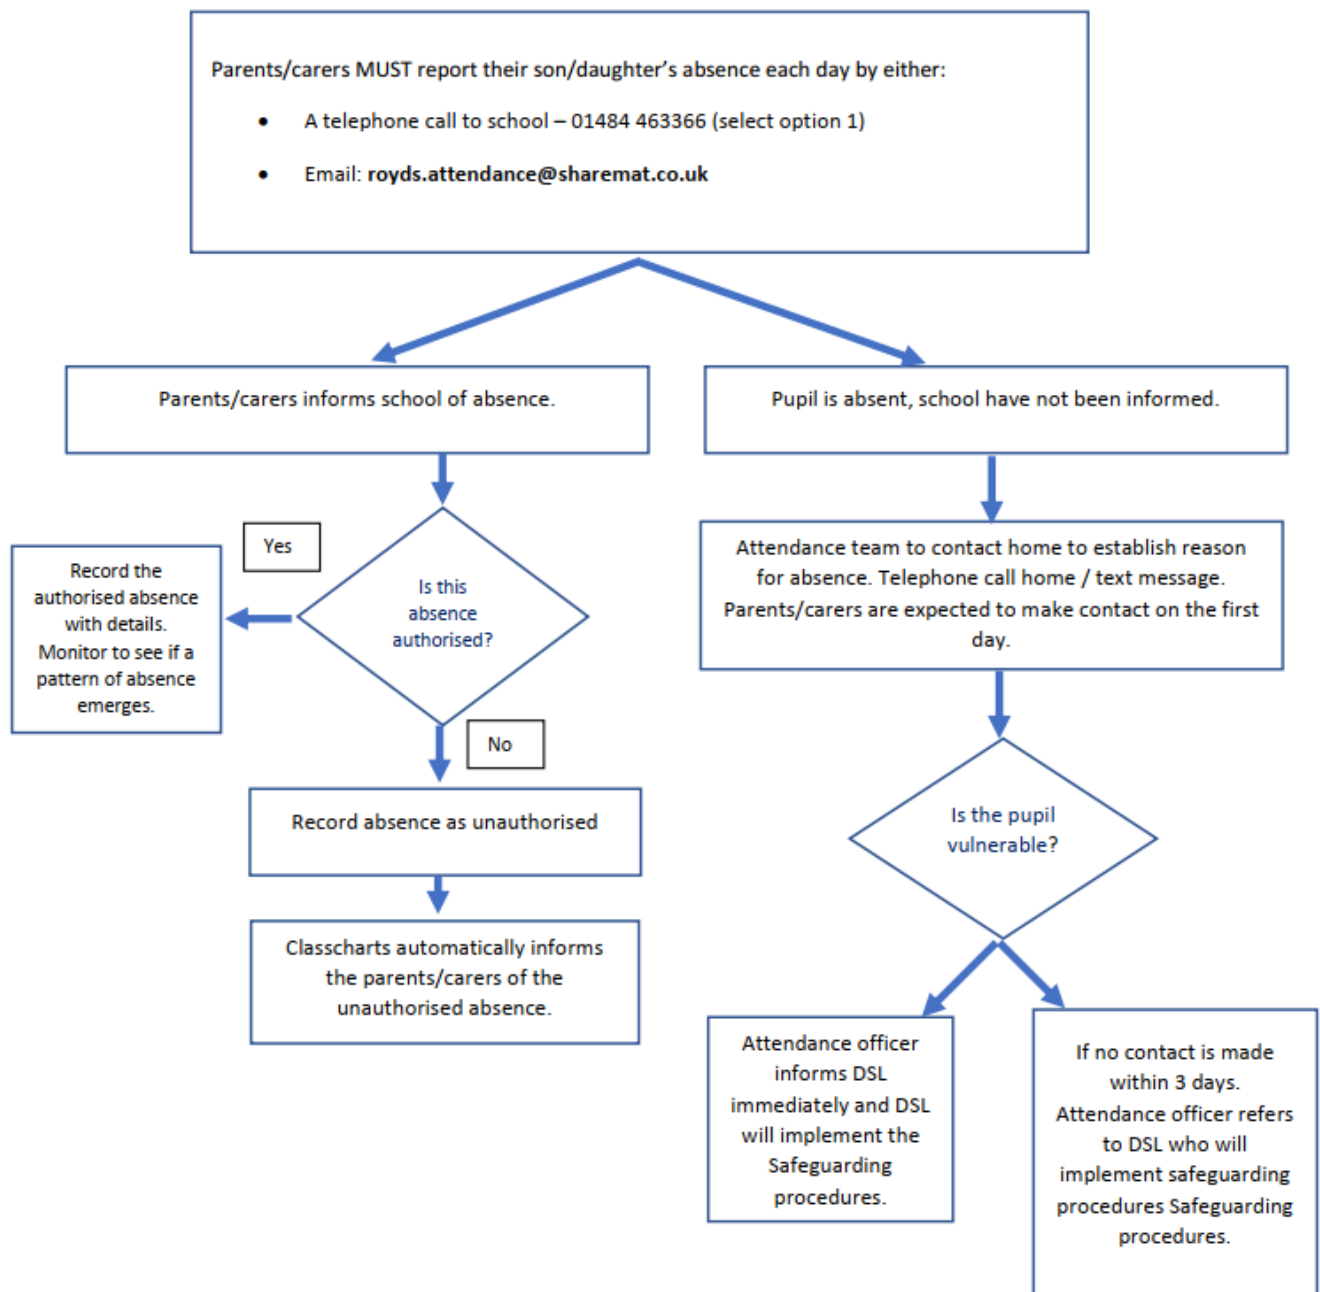 Parents/carers MUST report their son/daughter's absence each day by either:
• A telephone call to school – 01484 463366 (select option 1)
• Email: royds.attendance@sharemat.co.uk
Parents/carers informs school of absence.
Pupil is absent, school have not been informed.
Is this
absence
authorised?
Yes
Record the
authorised absence
with details.
Monitor to see if a
pattern of absence
emerges.
No
Record absence as unauthorised
Classcharts automatically informs
the parents/carers of the
unauthorised absence.
Attendance team to contact home to establish reason
for absence. Telephone call home / text message.
Parents/carers are expected to make contact on the first
day.
Is the pupil
vulnerable?
Attendance officer
informs DSL
immediately and DSL
will implement the
Safeguarding
procedures.
If no contact is made
within 3 days.
Attendance officer refers
to DSL who will
implement safeguarding
procedures Safeguarding
procedures.